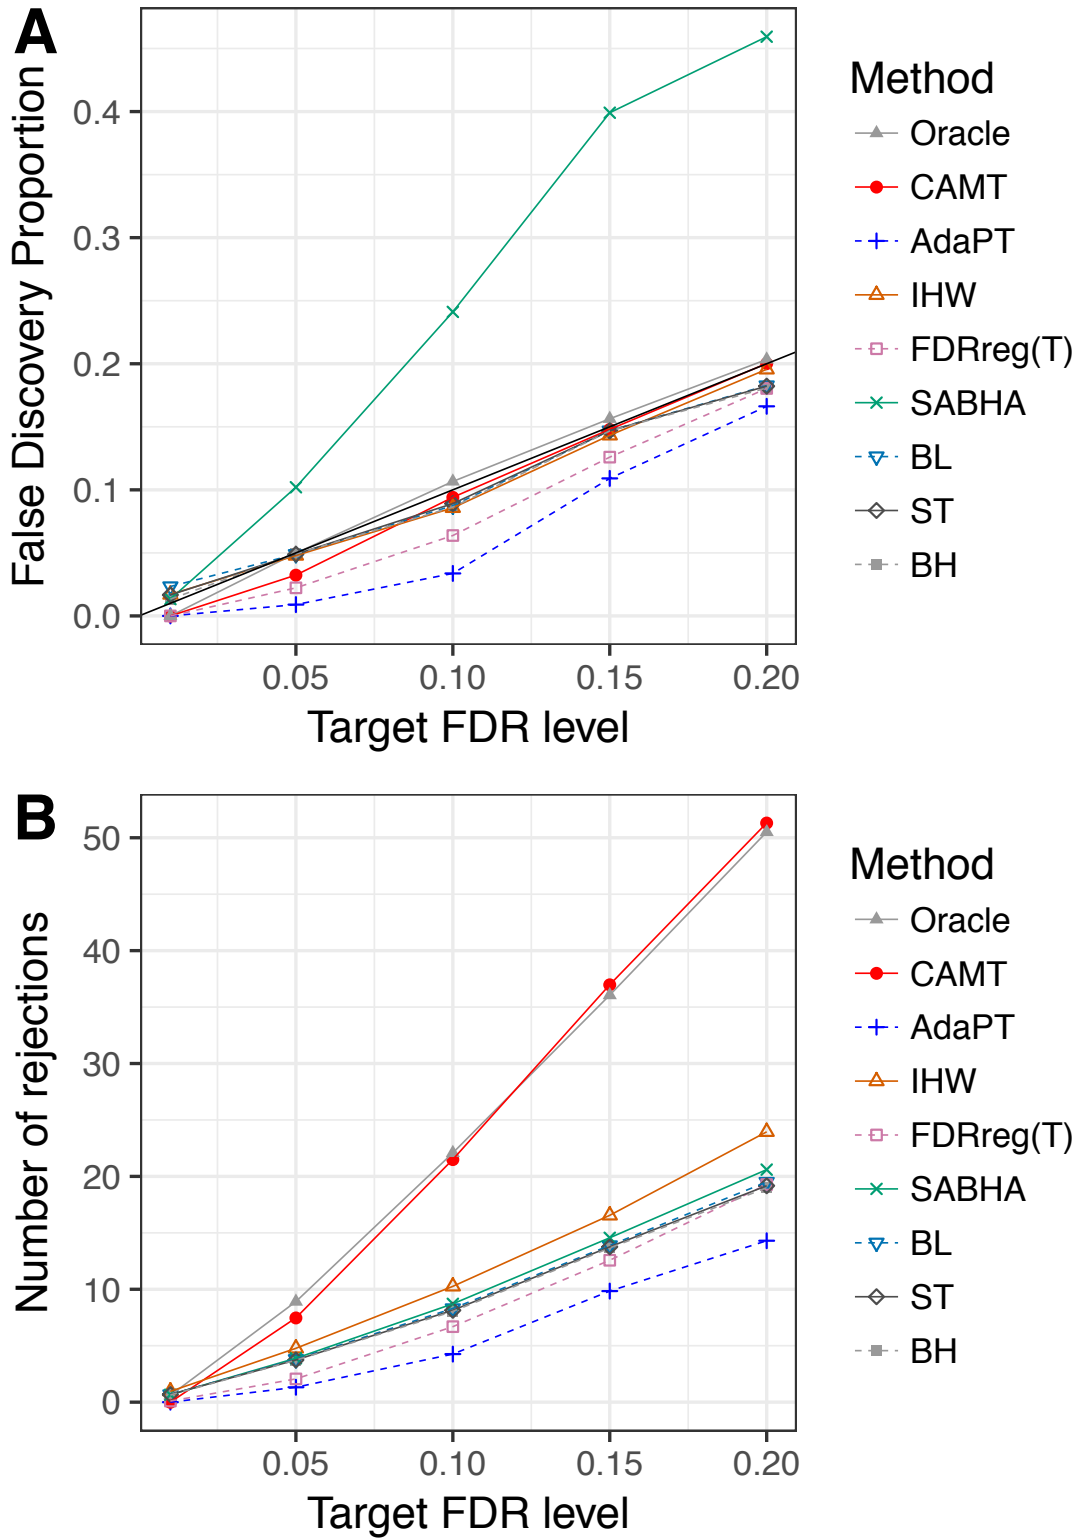 A
False Discovery Proportion
0.4
0.3
0.2
0.1
0.0
0.05 0.10 0.15 0.20
Target FDR level
Method
Oracle
CAMT
AdaPT
IHW
FDRreg(T)
SABHA
BL
ST
BH
B
Number of rejections
50
40
30
20
10
0
0.05 0.10 0.15 0.20
Target FDR level
Method
Oracle
CAMT
AdaPT
IHW
FDRreg(T)
SABHA
BL
ST
BH